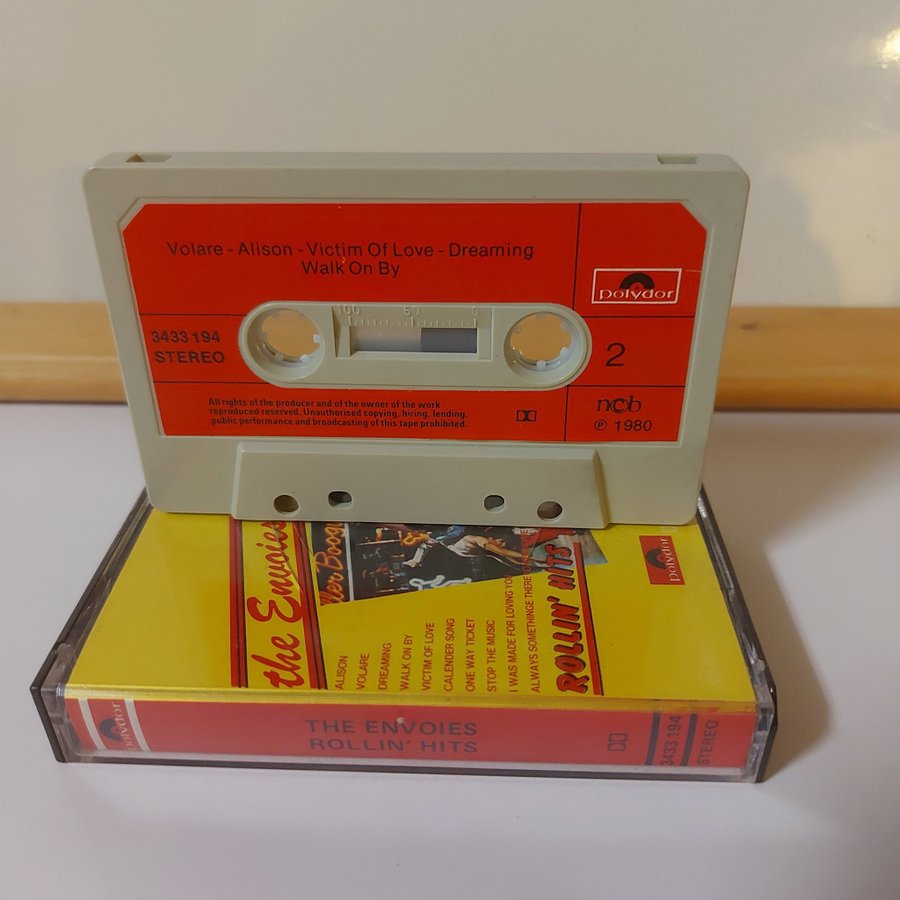 Volare - Alison - Victim Of Love - Dreaming
Walk On By
polydor
3433 194
STEREO
100 50 0
2
All rights of the producer and of the owner of the work
reproduced reserved. Unauthorised copying, hiring, lending,
public performance and broadcasting of this tape prohibited.
ncb
℗ 1980
the Envoies
ROLLIN' HITS
polydor
ALISON
VOLARE
DREAMING
WALK ON BY
VICTIM OF LOVE
CALENDER SONG
ONE WAY TICKET
STOP THE MUSIC
I WAS MADE FOR LOVING YOU
ALWAYS SOMETHINGE THERE
polydor
THE ENVOIES
ROLLIN' HITS
3433 194
STEREO